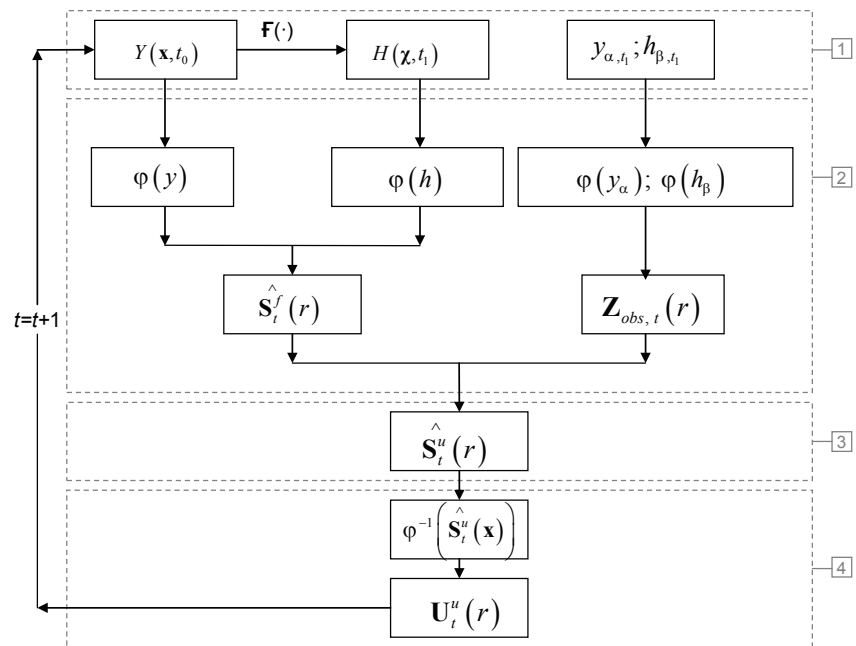 F(·)
Y(x,t₀) H(χ,t₁) y_{α,t₁};h_{β,t₁} 1
φ(y) φ(h) φ(y_α); φ(h_β) 2
Ŝ_t^f(r) Z_{obs, t}(r)
t=t+1
Ŝ_t^u(r) 3
φ⁻¹(Ŝ_t^u(x))
4
U_t^u(r)